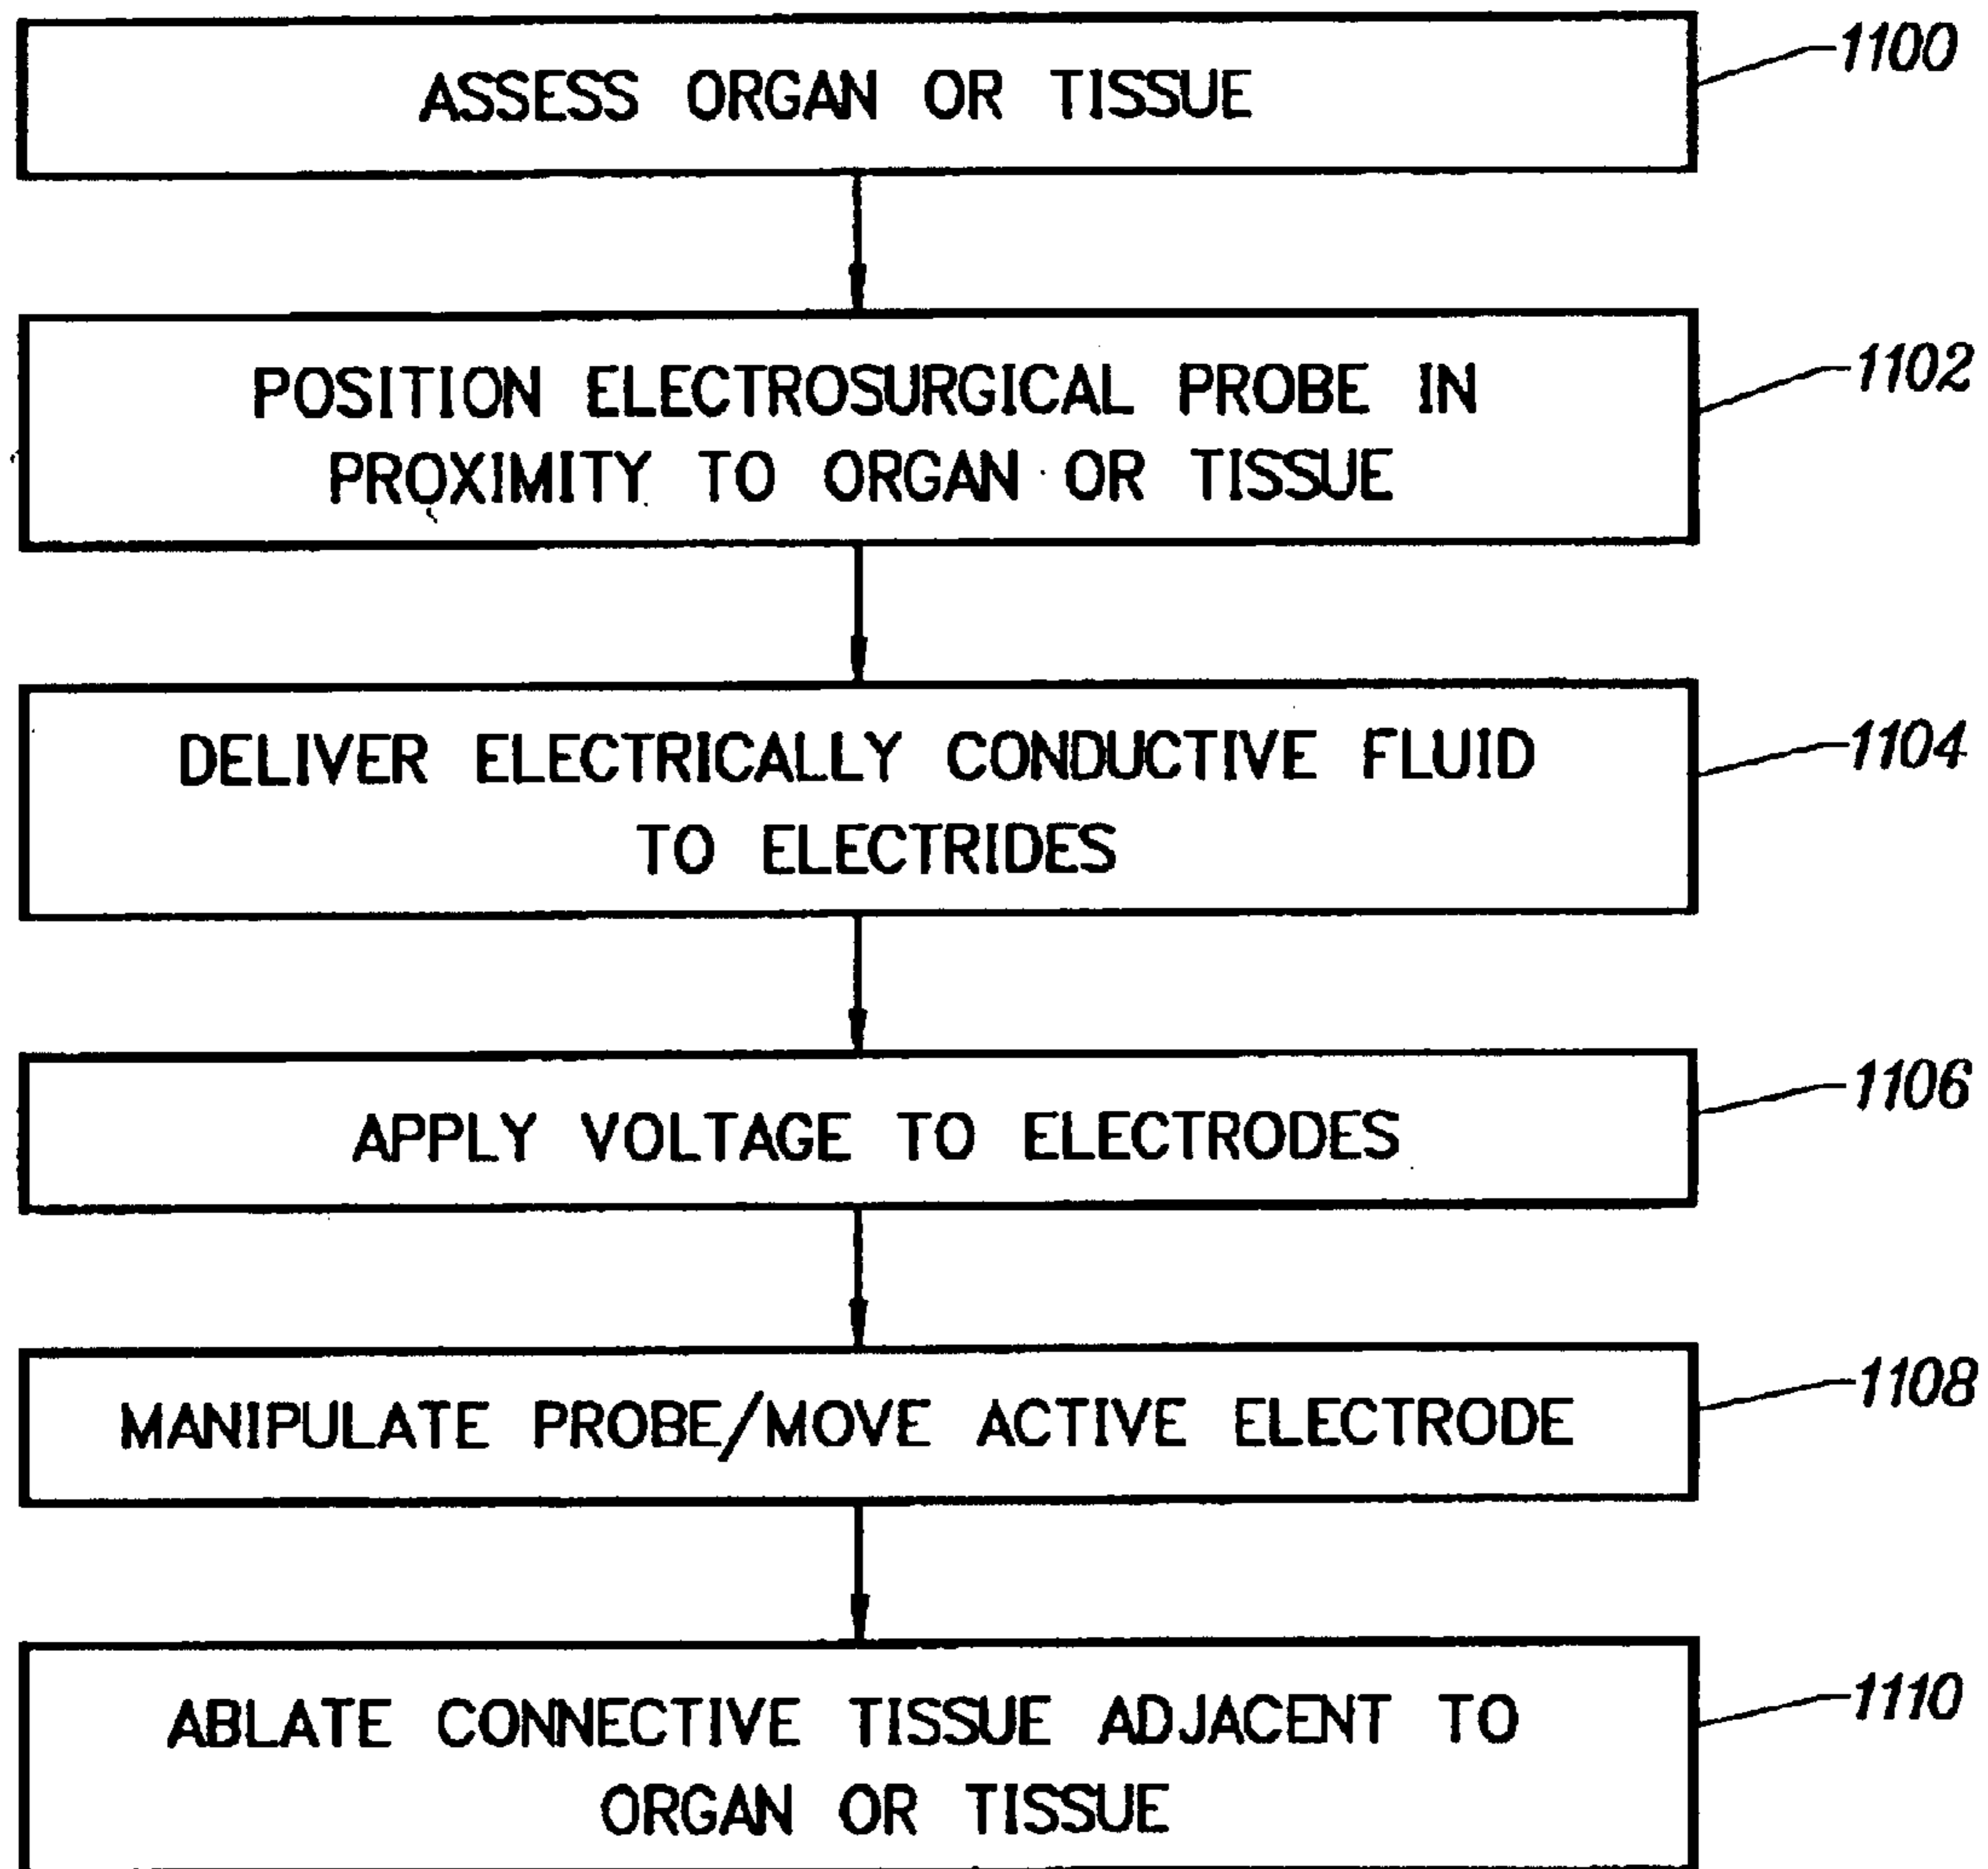 ASSESS ORGAN OR TISSUE
1100
POSITION ELECTROSURGICAL PROBE IN
PROXIMITY TO ORGAN OR TISSUE
1102
DELIVER ELECTRICALLY CONDUCTIVE FLUID
TO ELECTRIDES
1104
APPLY VOLTAGE TO ELECTRODES
1106
MANIPULATE PROBE/MOVE ACTIVE ELECTRODE
1108
ABLATE CONNECTIVE TISSUE ADJACENT TO
ORGAN OR TISSUE
1110